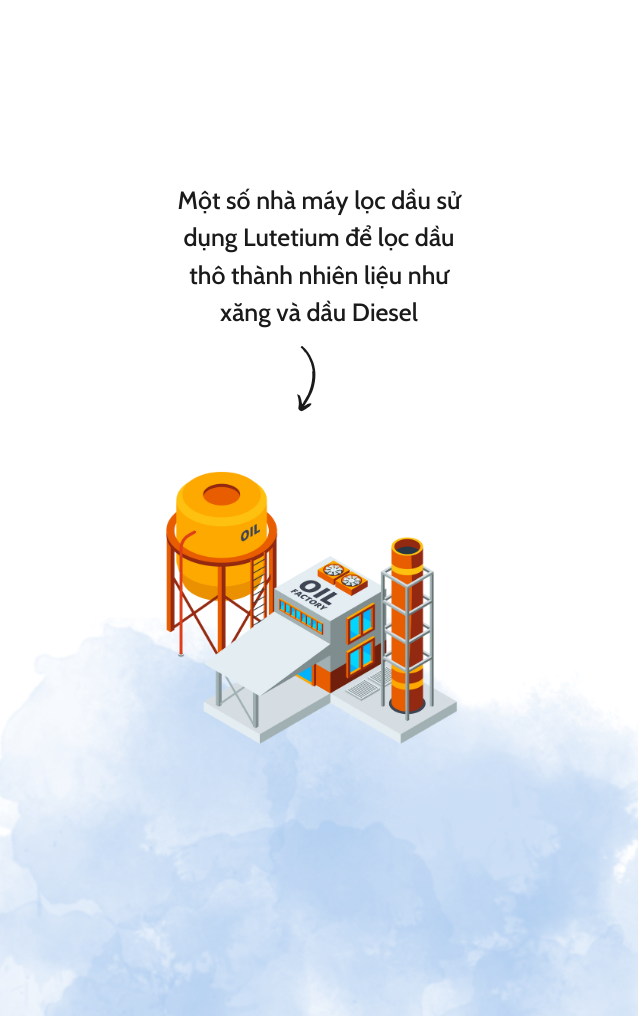 Một số nhà máy lọc dầu sử
dụng Lutetium để lọc dầu
thô thành nhiên liệu như
xăng và dầu Diesel
OIL
OIL
FACTORY